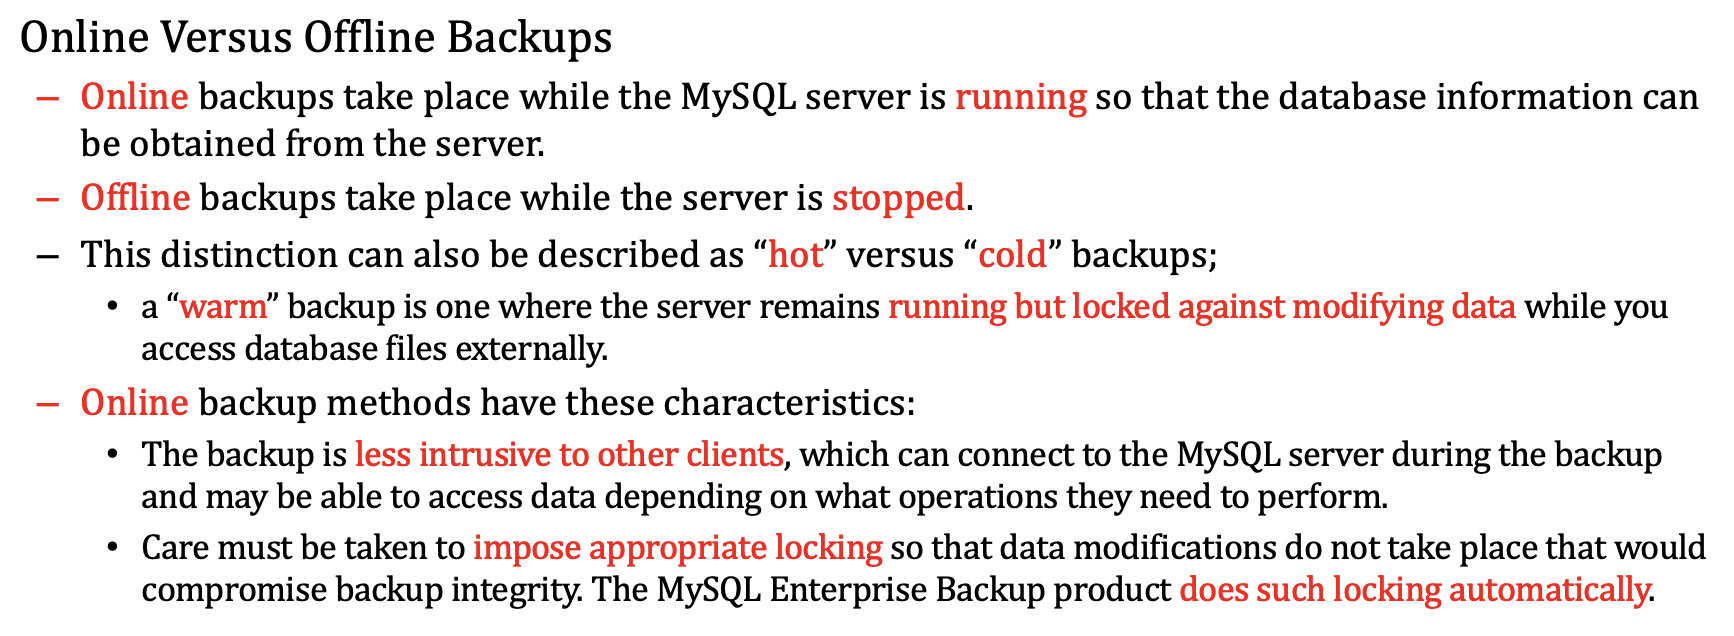 Online Versus Offline Backups
– Online backups take place while the MySQL server is running so that the database information can
be obtained from the server.
– Offline backups take place while the server is stopped.
– This distinction can also be described as “hot” versus “cold” backups;
• a “warm” backup is one where the server remains running but locked against modifying data while you
access database files externally.
– Online backup methods have these characteristics:
• The backup is less intrusive to other clients, which can connect to the MySQL server during the backup
and may be able to access data depending on what operations they need to perform.
• Care must be taken to impose appropriate locking so that data modifications do not take place that would
compromise backup integrity. The MySQL Enterprise Backup product does such locking automatically.